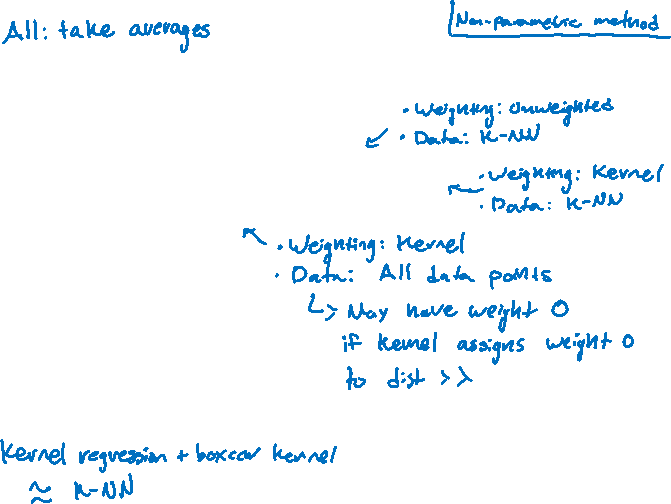 All: take averages
Non-parametric method
· Weighting: Unweighted
· Data: K-NN
· Weighting: Kernel
· Data: K-NN
· Weighting: Kernel
· Data: All data points
↳ May have weight 0
if kernel assigns weight 0
to dist > λ
Kernel regression + boxcar kernel
≈ K-NN